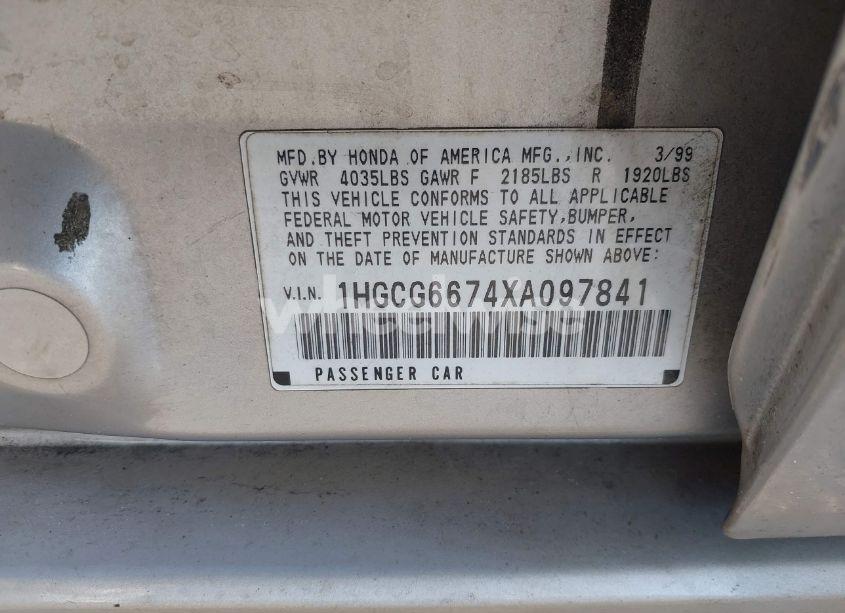 MFD.BY HONDA OF AMERICA MFG.,INC. 3/99
GVWR 4035LBS GAWR F 2185LBS R 1920LBS
THIS VEHICLE CONFORMS TO ALL APPLICABLE
FEDERAL MOTOR VEHICLE SAFETY,BUMPER,
AND THEFT PREVENTION STANDARDS IN EFFECT
ON THE DATE OF MANUFACTURE SHOWN ABOVE:
V.I.N. 1HGCG6674XA097841
wheelwise
PASSENGER CAR